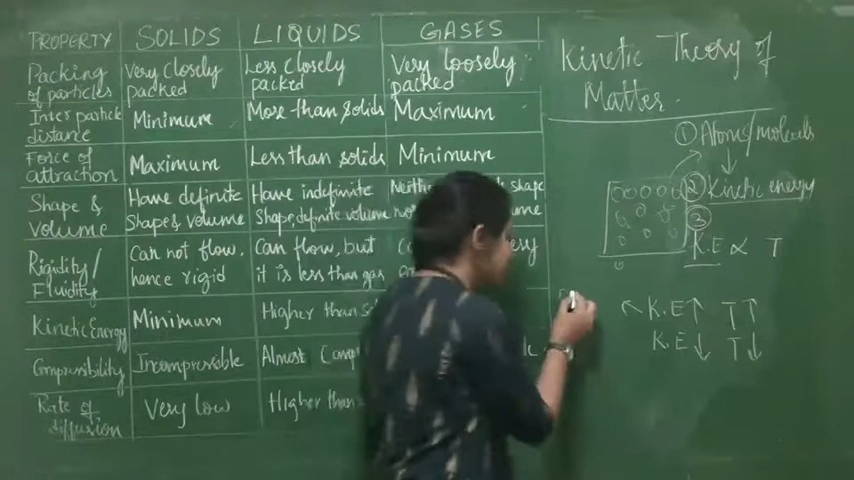 PROPERTY SOLIDS LIQUIDS GASES
Packing of particles Very closely packed Less closely packed Very loosely packed
Inter particle distance Minimum More than solids Maximum
Force of attraction Maximum Less than solids Minimum
Shape & Volume Have definite Shape & volume Have indefinite Shape, definite volume shape
Rigidity/ Fluidity Can not flow, hence rigid Can flow, but it is less than gas
Kinetic Energy Minimum Higher than
Compressibility Incompressible Almost
Rate of diffusion Very low Higher than
Kinetic Theory of
Matter.
① Atoms/molecules
② Kinetic energy
③
K.E ∝ T
K.E↑ T↑
K.E↓ T↓